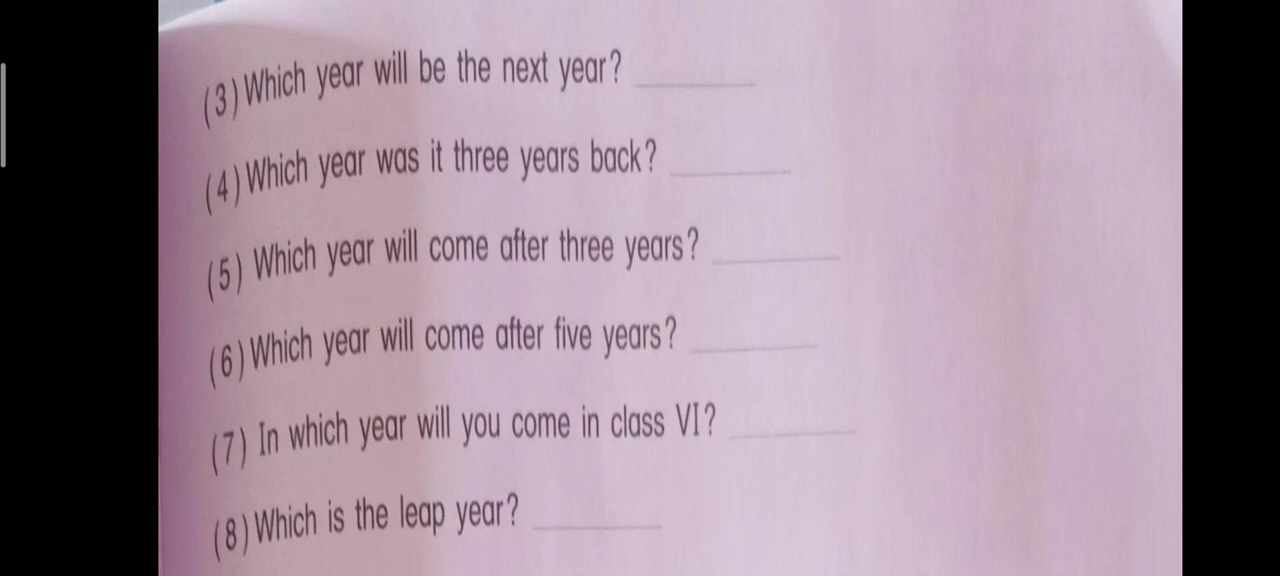 (3) Which year will be the next year? ________
(4) Which year was it three years back? ________
(5) Which year will come after three years? ________
(6) Which year will come after five years? ________
(7) In which year will you come in class VI? ________
(8) Which is the leap year? ________